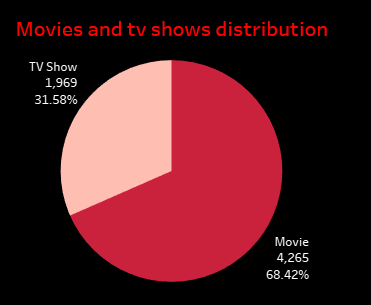 Movies and tv shows distribution
TV Show
1,969
31.58%
Movie
4,265
68.42%